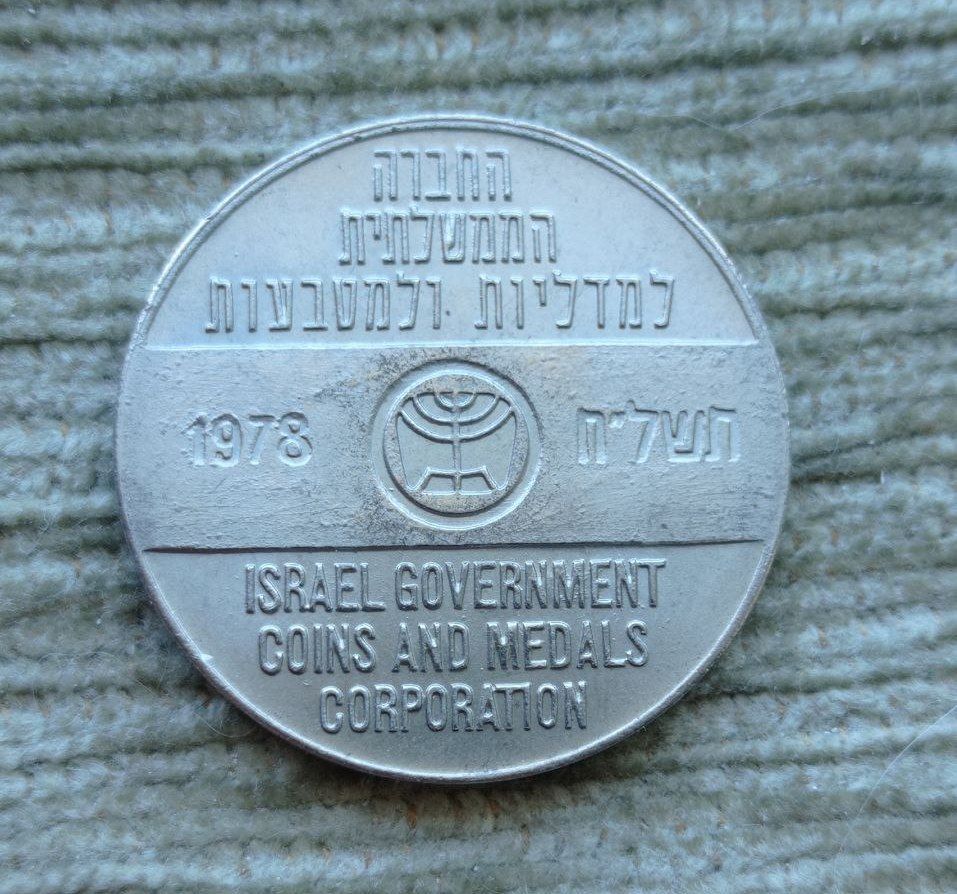 החברה
הממשלתית
למדליות ולמטבעות
1978 תשל"ח
ISRAEL GOVERNMENT
COINS AND MEDALS
CORPORATION